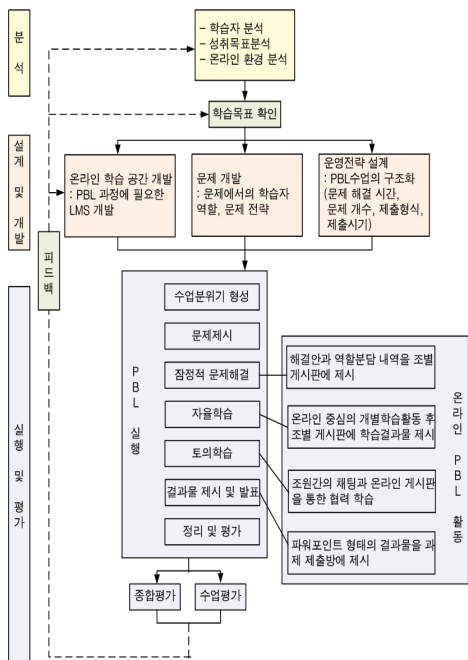 분석
– 학습자 분석
– 성취목표분석
– 온라인 환경 분석
학습목표 확인
설계 및 개발
온라인 학습 공간 개발
: PBL 과정에 필요한
LMS 개발
문제 개발
: 문제에서의 학습자
역할, 문제 전략
운영전략 설계
: PBL수업의 구조화
(문제 해결 시간,
문제 개수, 제출형식,
제출시기)
피드백
실행 및 평가
PBL 실행
수업분위기 형성
문제제시
잠정적 문제해결
자율학습
토의학습
결과물 제시 및 발표
정리 및 평가
온라인 PBL 활동
해결안과 역할분담 내역을 조별
게시판에 제시
온라인 중심의 개별학습활동 후
조별 게시판에 학습결과물 제시
조원간의 채팅과 온라인 게시판
을 통한 협력 학습
파워포인트 형태의 결과물을 과
제 제출방에 제시
종합평가
수업평가